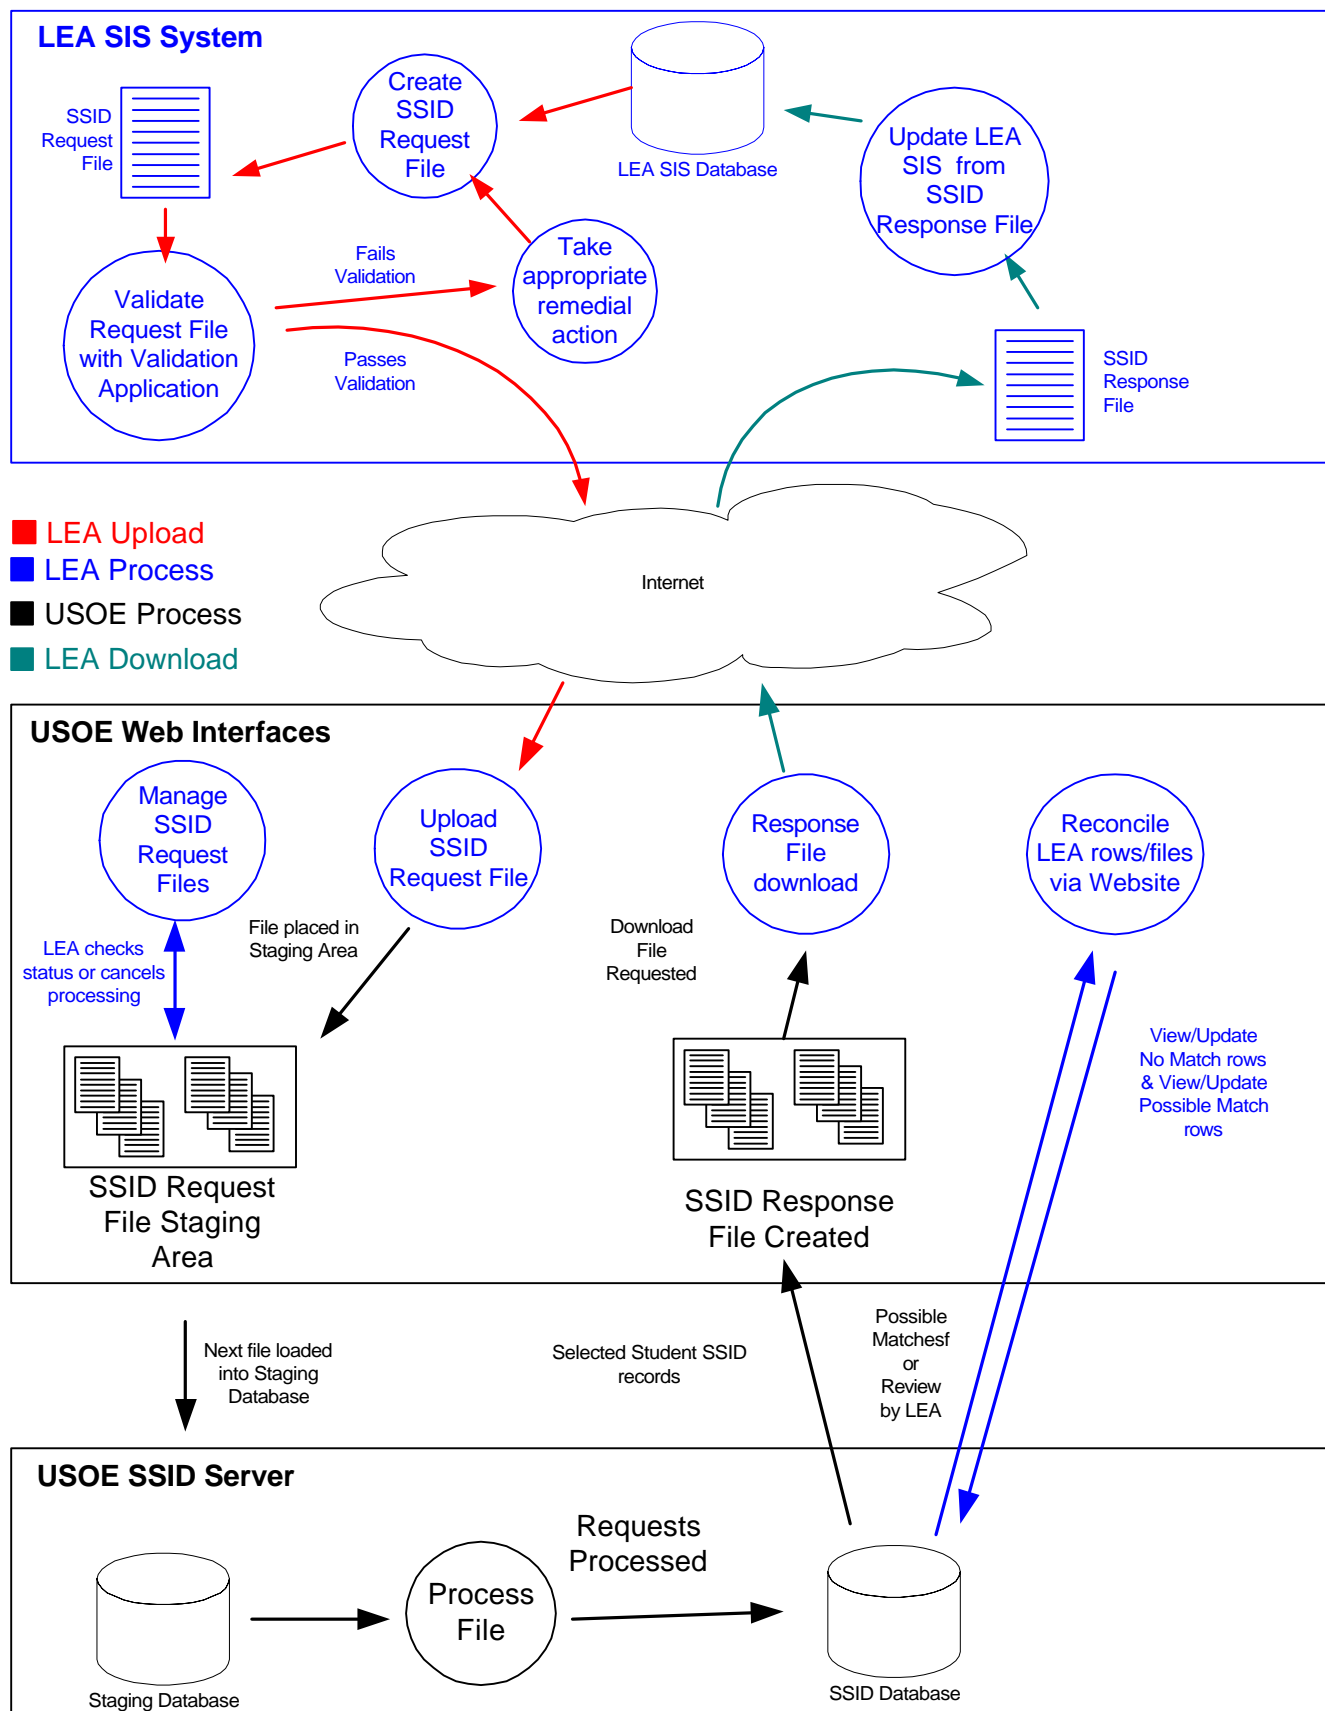 LEA SIS System
SSID
Request
File
Create
SSID
Request
File
LEA SIS Database
Update LEA
SIS from
SSID
Response File
Fails
Validation
Take
appropriate
remedial
action
Validate
Request File
with Validation
Application
Passes
Validation
SSID
Response
File
LEA Upload
LEA Process
USOE Process
LEA Download
Internet
USOE Web Interfaces
Manage
SSID
Request
Files
Upload
SSID
Request File
Response
File
download
Reconcile
LEA rows/files
via Website
LEA checks
status or cancels
processing
File placed in
Staging Area
Download
File
Requested
View/Update
No Match rows
& View/Update
Possible Match
rows
SSID Request
File Staging
Area
SSID Response
File Created
Next file loaded
into Staging
Database
Selected Student SSID
records
Possible
Matchesf
or
Review
by LEA
USOE SSID Server
Requests
Processed
Process
File
Staging Database
SSID Database